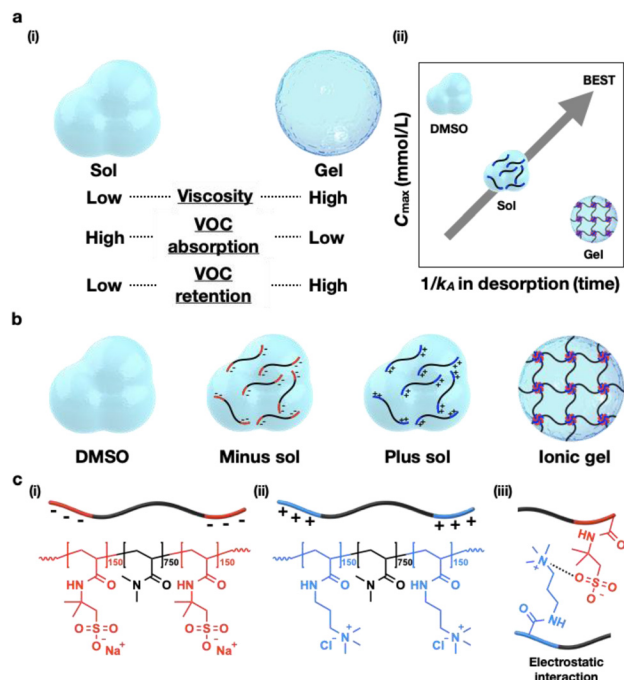 a
(i)
(ii)
Sol
Gel
Low Viscosity High
High VOC absorption Low
Low VOC retention High
BEST
DMSO
Sol
Gel
Cmax (mmol/L)
1/kA in desorption (time)
b
DMSO
Minus sol
Plus sol
Ionic gel
c
(i)
(ii)
(iii)
- - - - - -
+ + + + + +
150 750 150
150 750 150
HN O N O HN O
HN O N O HN O
O=S=O O=S=O
O- Na+ O- Na+
Cl- N+ Cl- N+
O
HN
N+ O=S=O
O-
NH
O
Electrostatic
interaction